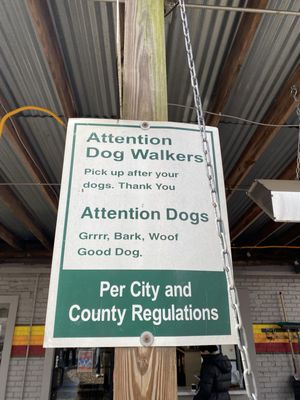 Attention
Dog Walkers
Pick up after your
dogs. Thank You
Attention Dogs
Grrrr, Bark, Woof
Good Dog.
Per City and
County Regulations